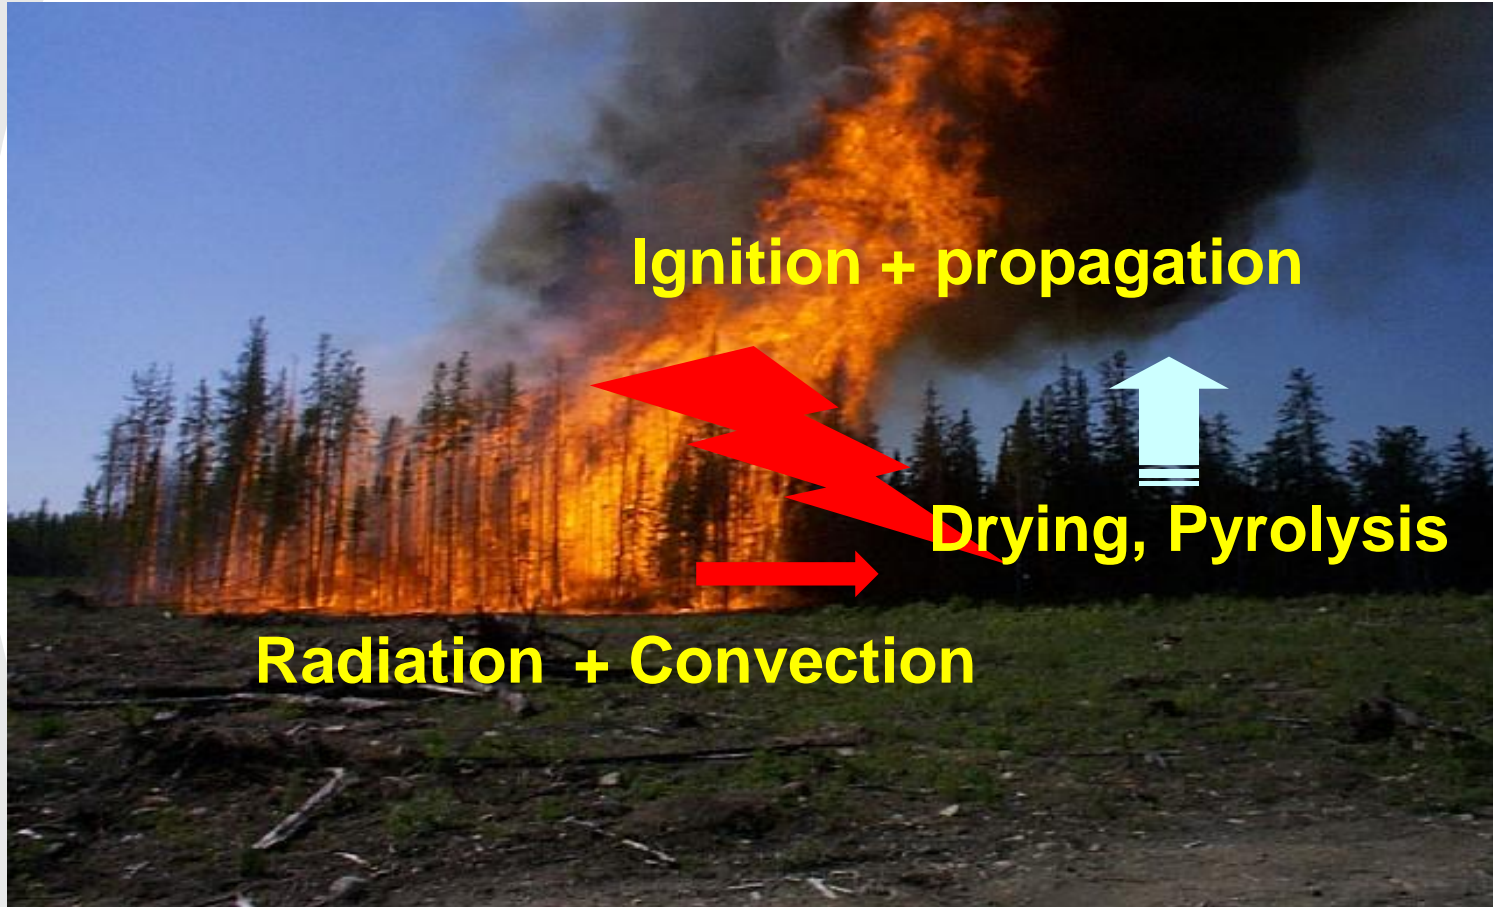 Ignition + propagation
Drying, Pyrolysis
Radiation + Convection